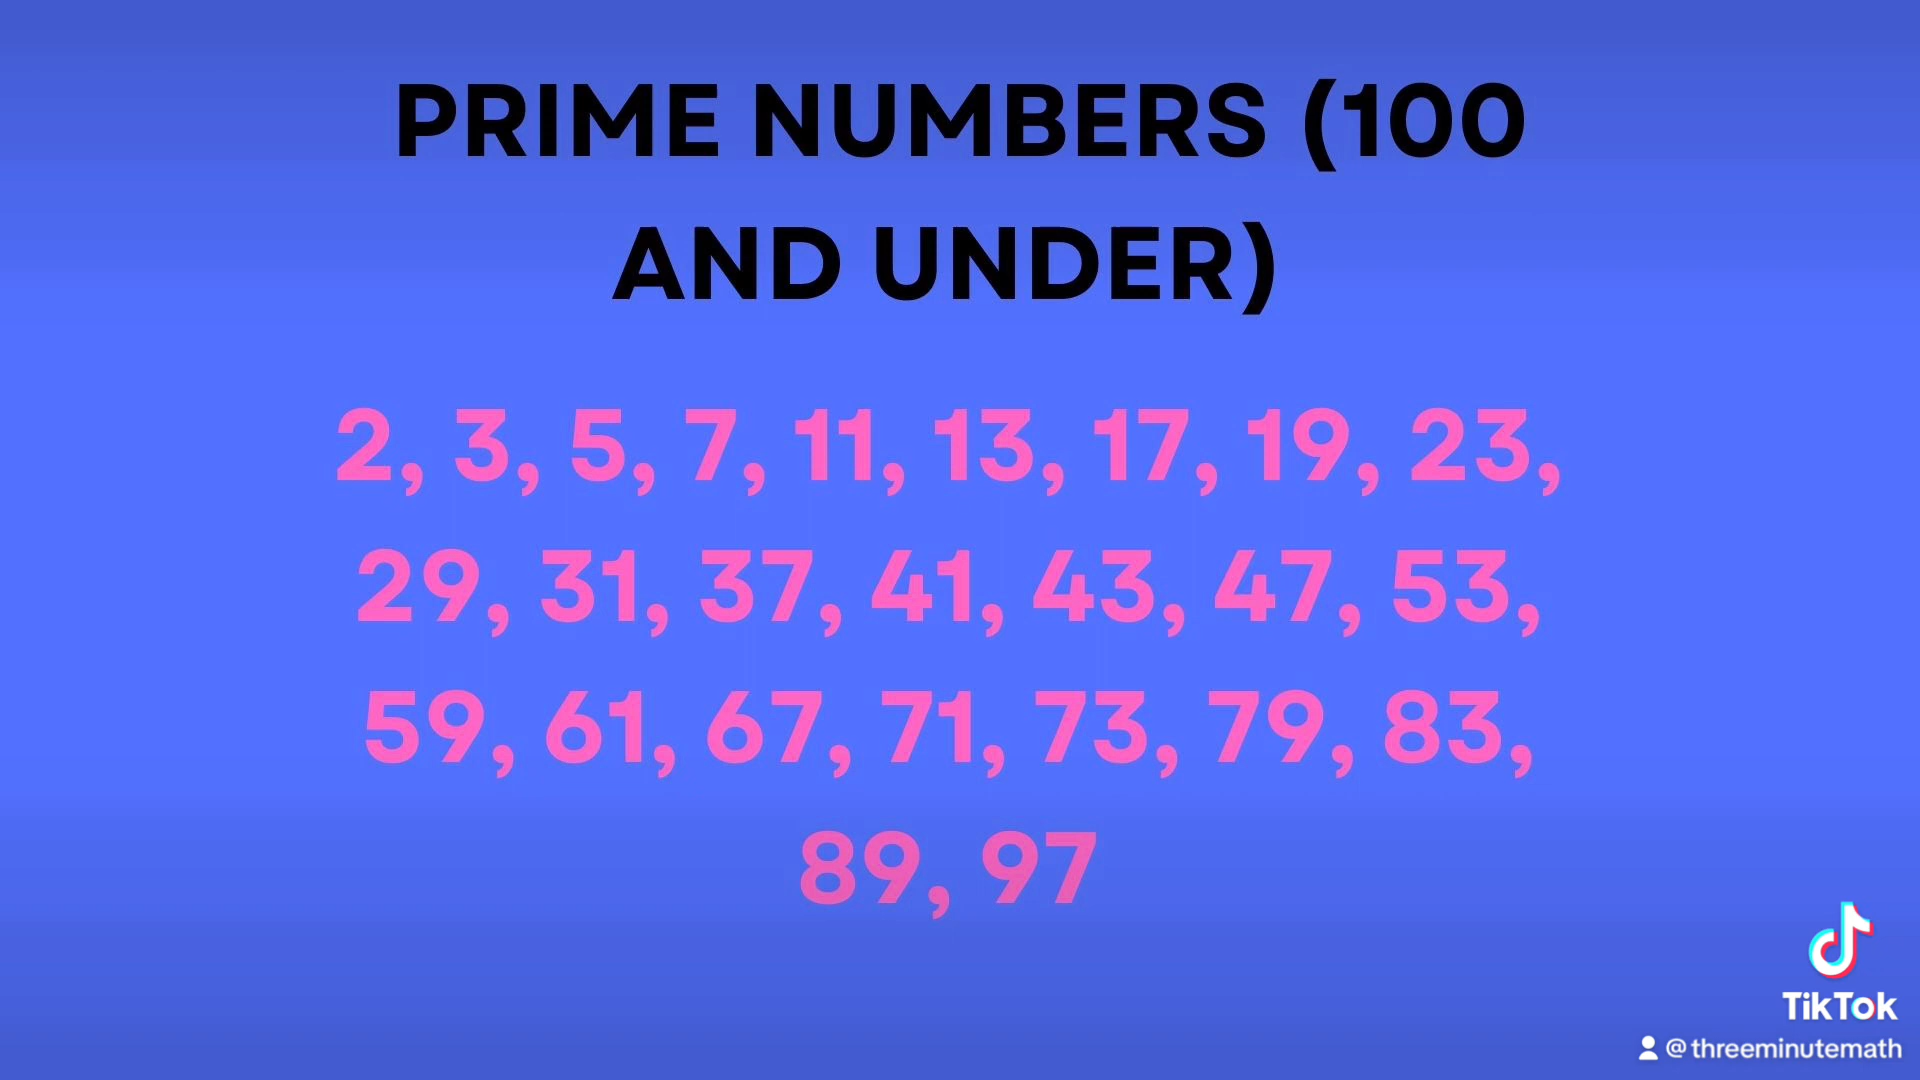 PRIME NUMBERS (100
AND UNDER)
2, 3, 5, 7, 11, 13, 17, 19, 23,
29, 31, 37, 41, 43, 47, 53,
59, 61, 67, 71, 73, 79, 83,
89, 97
TikTok
@threeminutemath